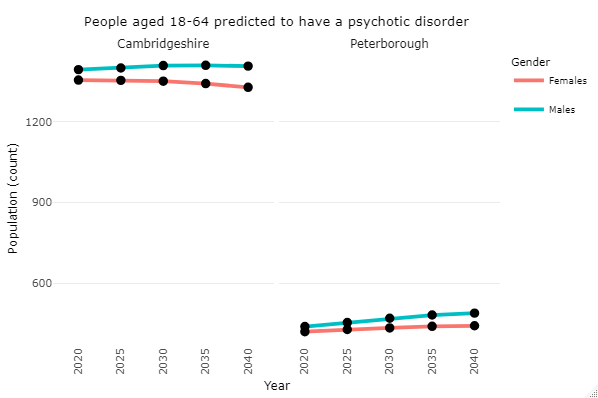 People aged 18-64 predicted to have a psychotic disorder
Cambridgeshire
Peterborough
Gender
Females
Males
Population (count)
1200
900
600
2020
2025
2030
2035
2040
2020
2025
2030
2035
2040
Year